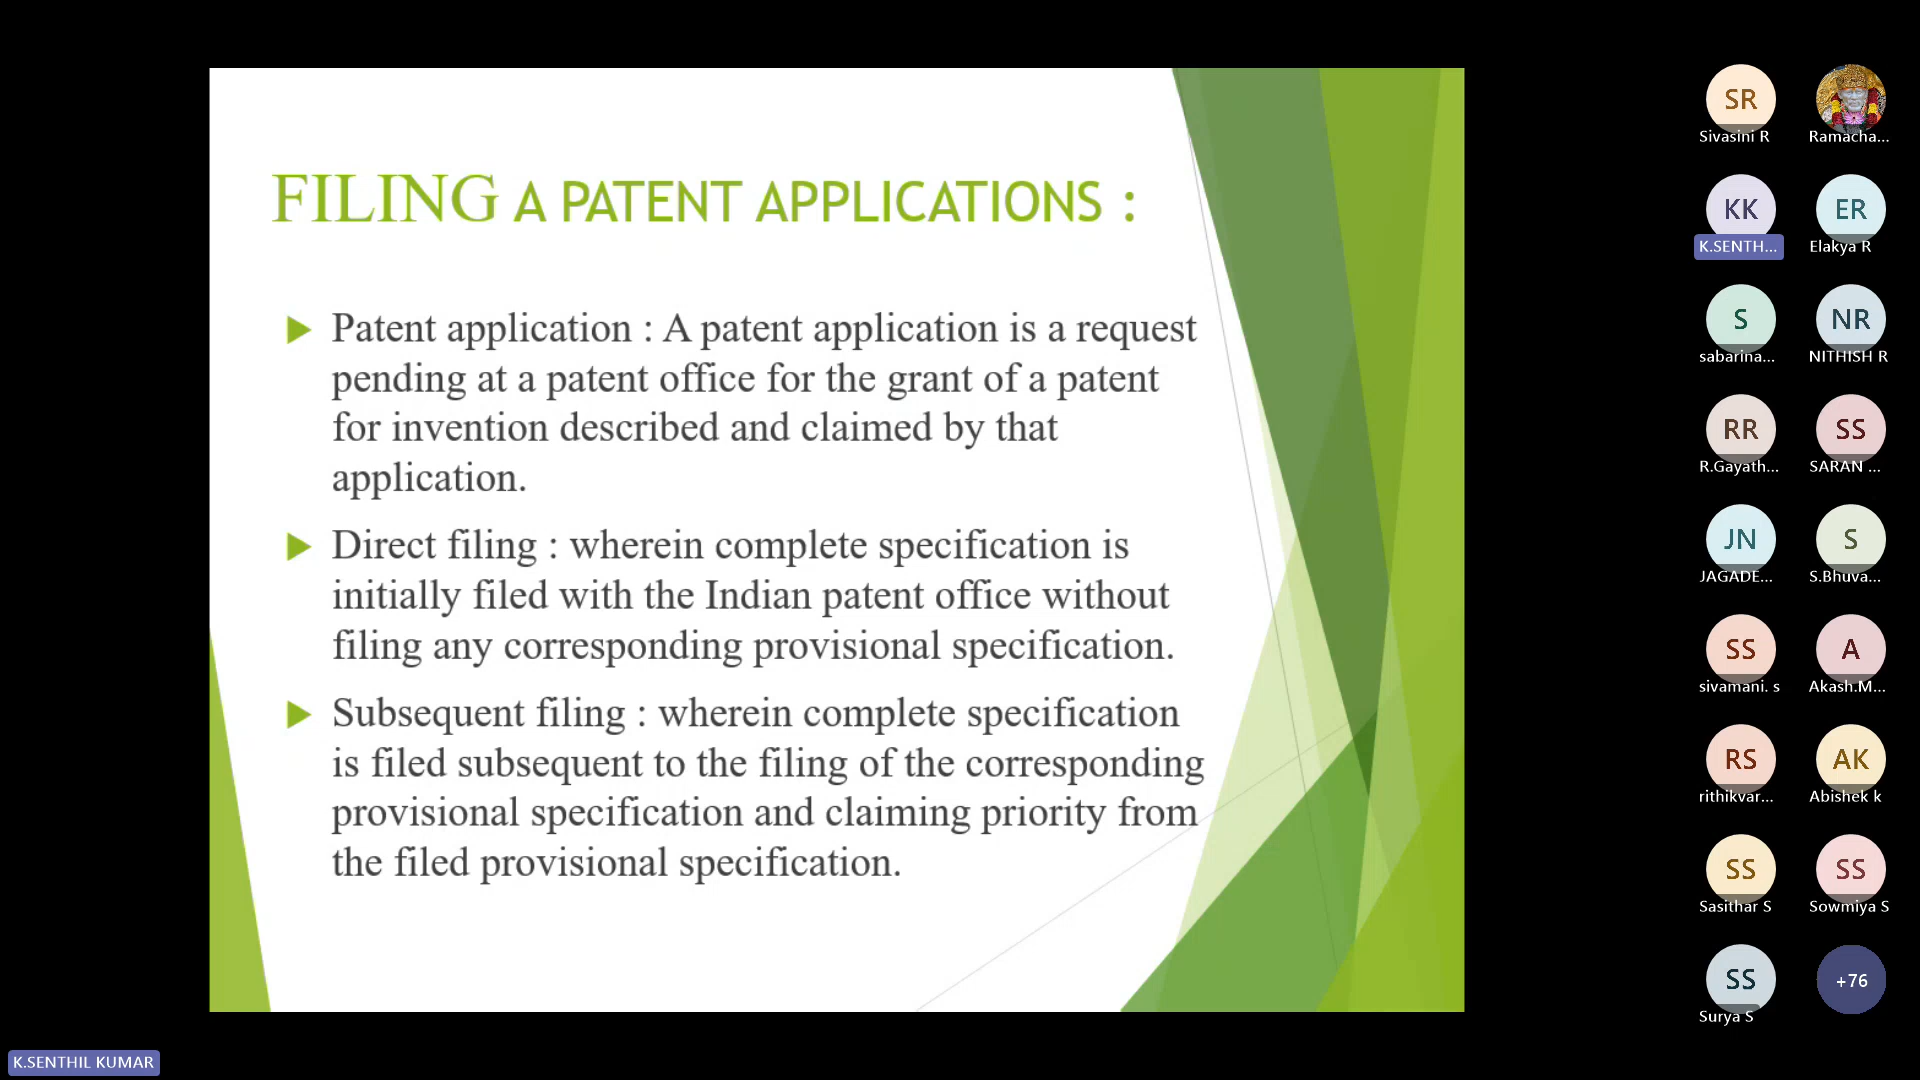 FILING A PATENT APPLICATIONS :
Patent application : A patent application is a request
pending at a patent office for the grant of a patent
for invention described and claimed by that
application.
Direct filing : wherein complete specification is
initially filed with the Indian patent office without
filing any corresponding provisional specification.
Subsequent filing : wherein complete specification
is filed subsequent to the filing of the corresponding
provisional specification and claiming priority from
the filed provisional specification.
SR
Sivasini R
Ramacha...
KK
K.SENTH...
ER
Elakya R
S
sabarina...
NR
NITHISH R
RR
R.Gayath...
SS
SARAN ...
JN
JAGADE...
S
S.Bhuva...
SS
sivamani. s
A
Akash.M...
RS
rithikvar...
AK
Abishek k
SS
Sasithar S
SS
Sowmiya S
SS
Surya S
+76
K.SENTHIL KUMAR